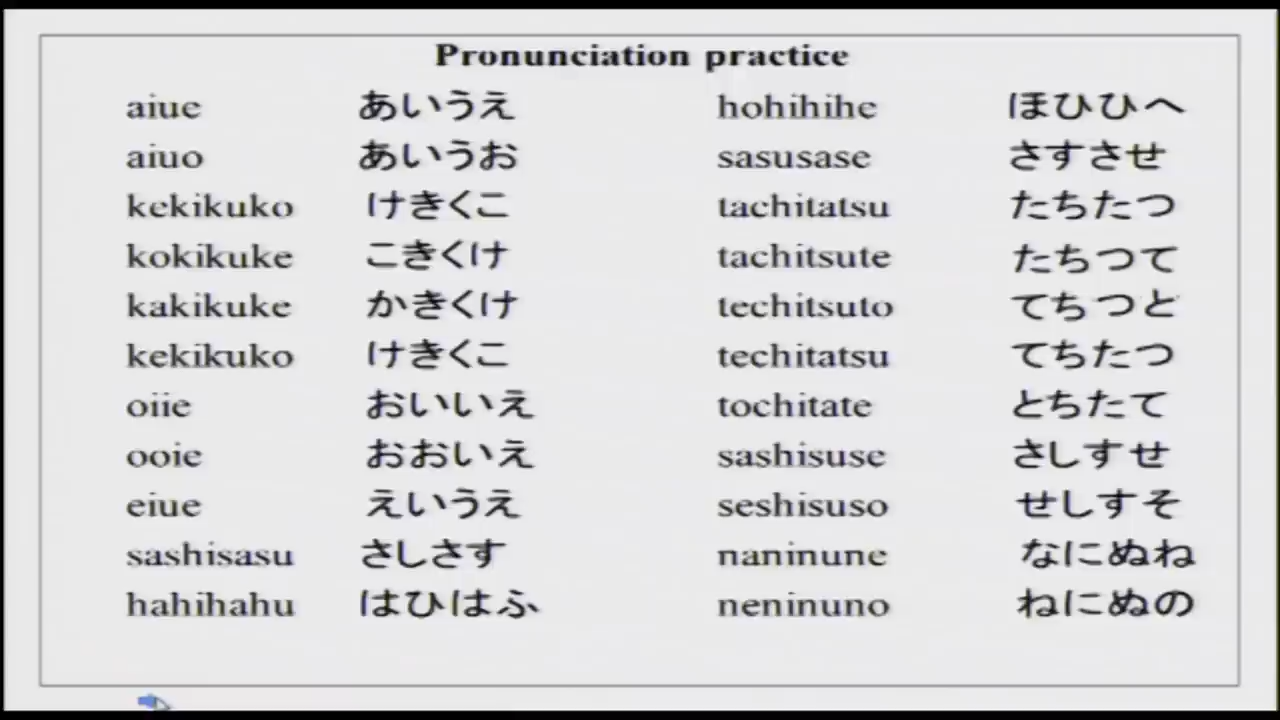 Pronunciation practice
aiue あいうえ hohihihe ほひひへ
aiuo あいうお sasusase さすさせ
kekikuko けきくこ tachitatsu たちたつ
kokikuke こきくけ tachitsute たちつて
kakikuke かきくけ techitsuto てちつと
kekikuko けきくこ techitatsu てちたつ
oiie おいいえ tochitate とちたて
ooie おおいえ sashisuse さしすせ
eiue えいうえ seshisuso せしすそ
sashisasu さしさす naninune なにぬね
hahihahu はひはふ neninuno ねにぬの